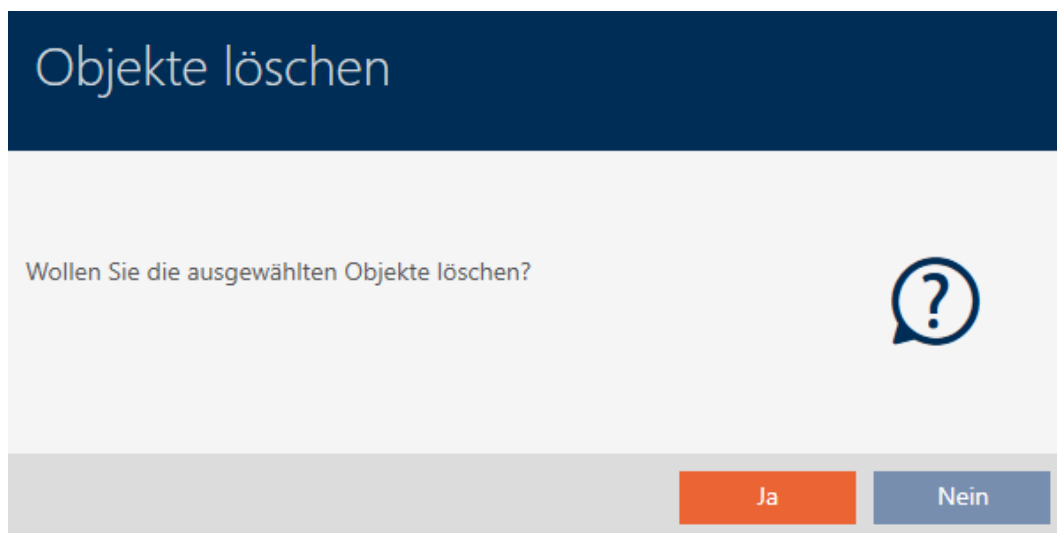 Objekte löschen
Wollen Sie die ausgewählten Objekte löschen?
?
Ja
Nein